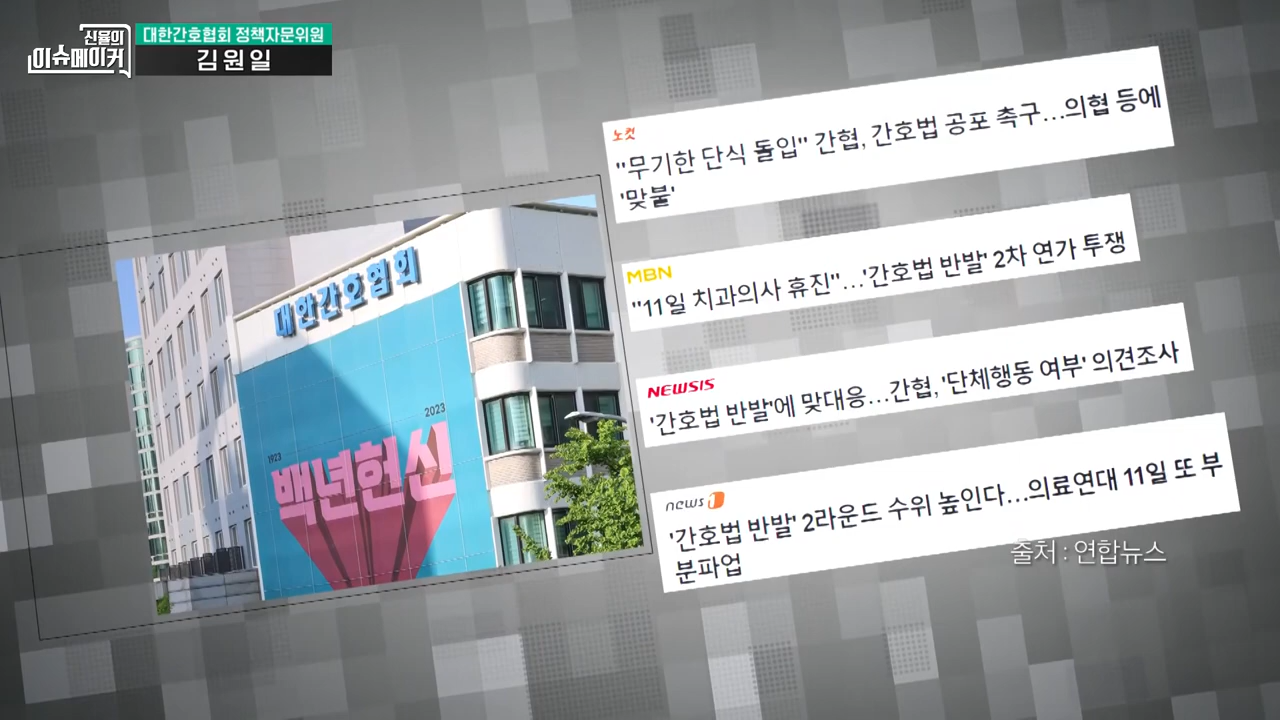 신율의
이슈메이커
대한간호협회 정책자문위원
김원일
노컷
"무기한 단식 돌입" 간협, 간호법 공포 촉구…의협 등에
'맞불'
MBN
"11일 치과의사 휴진"…'간호법 반발' 2차 연가 투쟁
NEWSIS
'간호법 반발'에 맞대응…간협, '단체행동 여부' 의견조사
news1
'간호법 반발' 2라운드 수위 높인다…의료연대 11일 또 부
분파업
출처 : 연합뉴스
대한간호협회
1923
2023
백년헌신